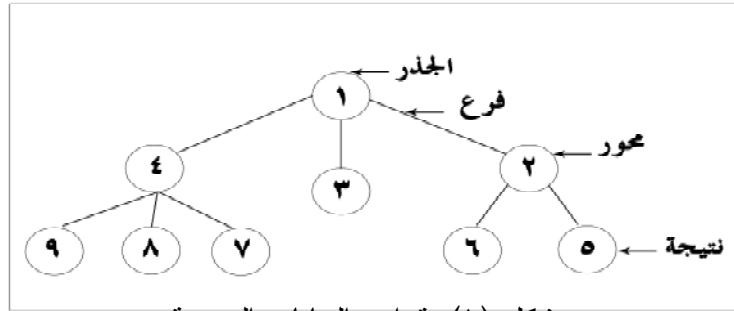 الجذر
١
فرع
محور
٢
٣
٤
نتيجة
٥
٦
٧
٨
٩